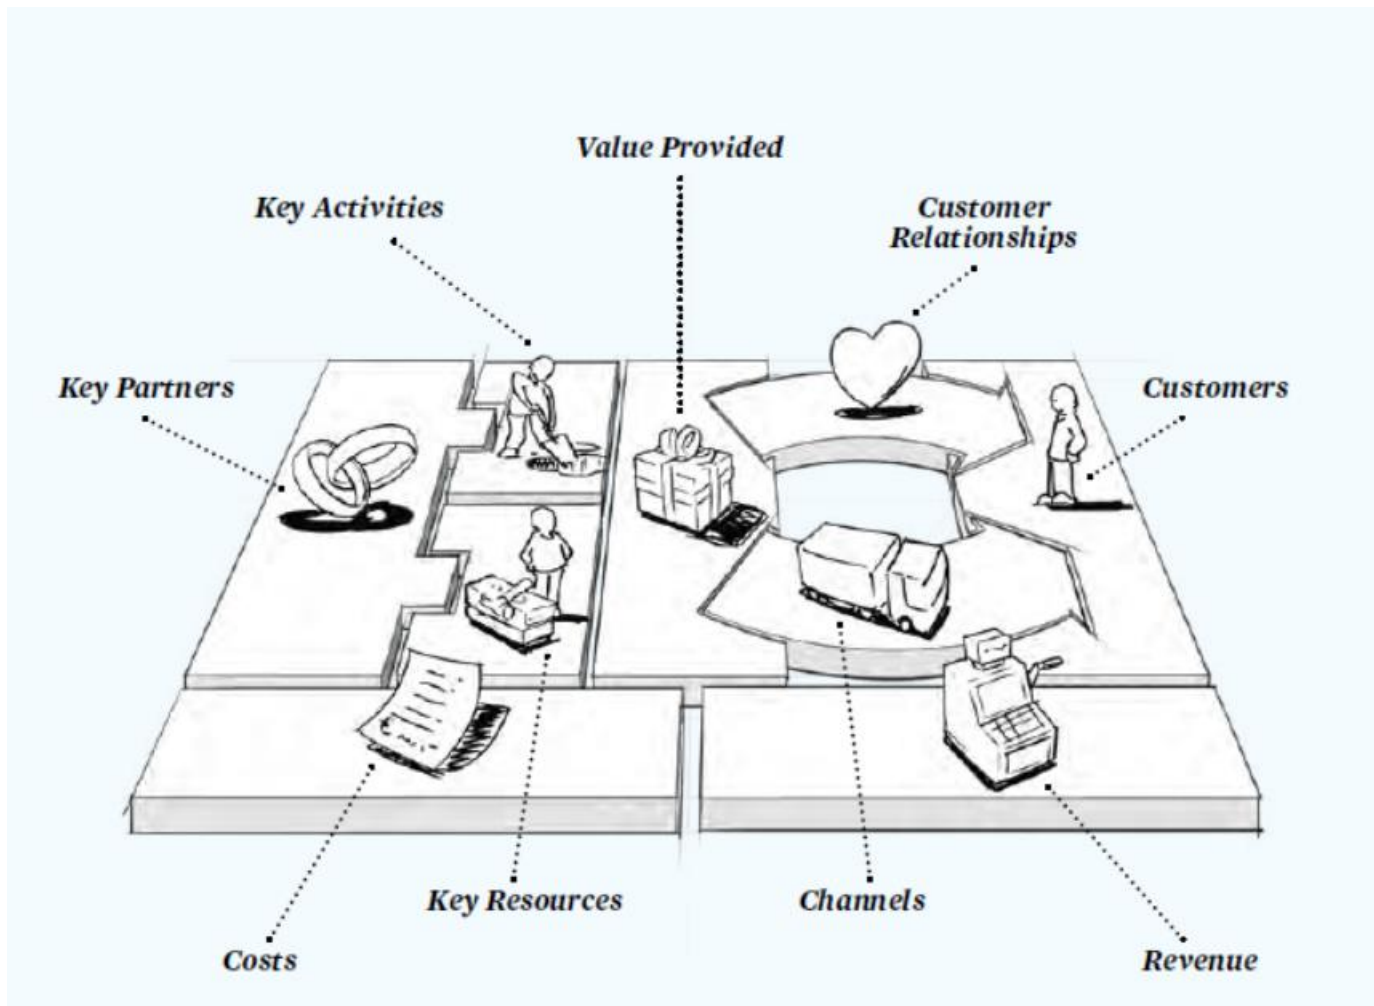 Value Provided
Key Activities
Customer
Relationships
Key Partners
Customers
Key Resources
Channels
Costs
Revenue